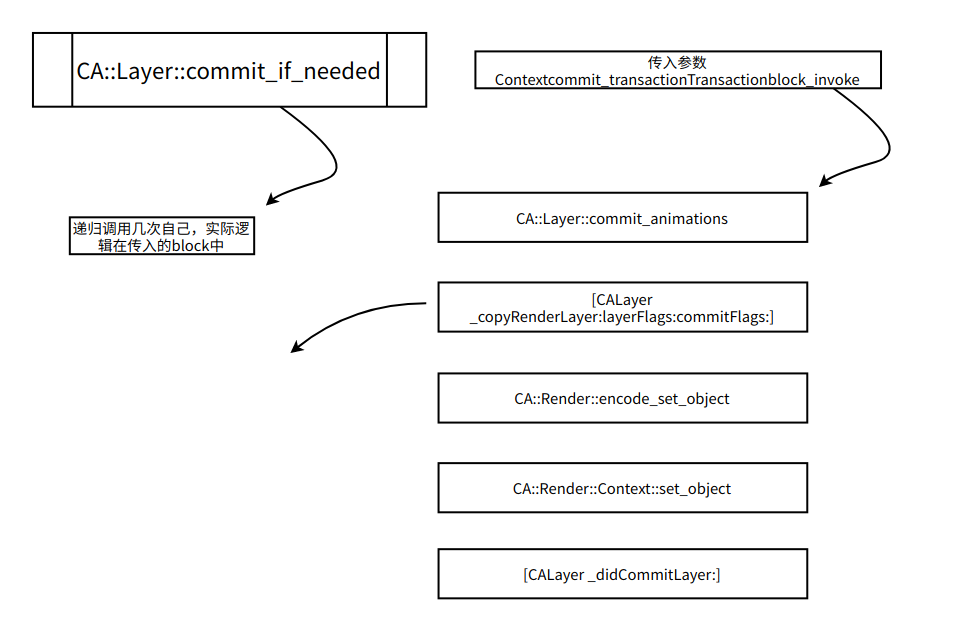 CA::Layer::commit_if_needed
传入参数
Contextcommit_transactionTransactionblock_invoke
递归调用几次自己，实际逻
辑在传入的block中
CA::Layer::commit_animations
[CALayer
_copyRenderLayer:layerFlags:commitFlags:]
CA::Render::encode_set_object
CA::Render::Context::set_object
[CALayer _didCommitLayer:]